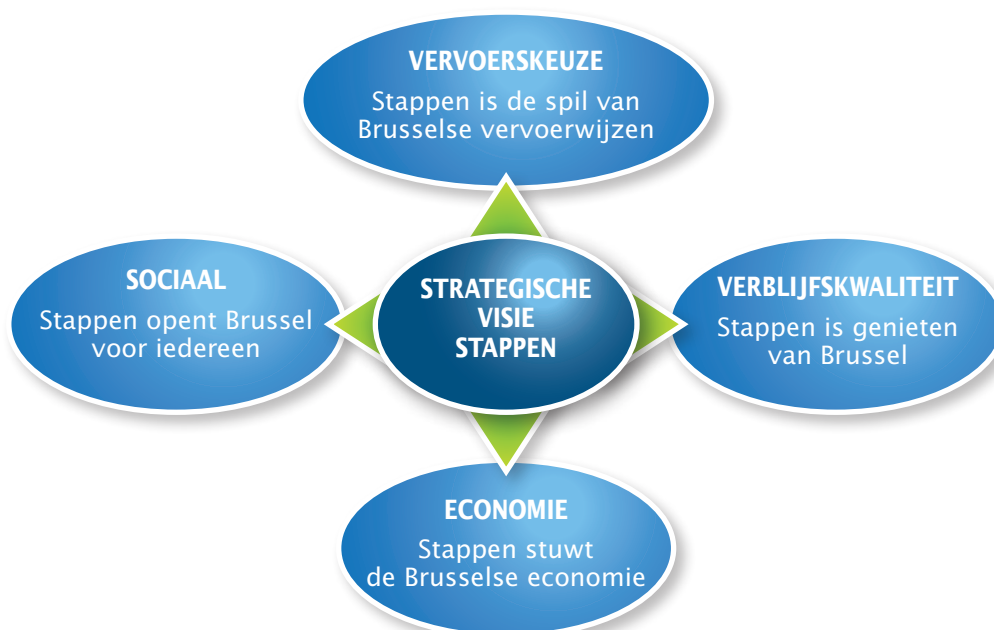 VERVOERSKEUZE
Stappen is de spil van
Brusselse vervoerwijzen
SOCIAAL
Stappen opent Brussel
voor iedereen
STRATEGISCHE
VISIE
STAPPEN
VERBLIJFSKWALITEIT
Stappen is genieten
van Brussel
ECONOMIE
Stappen stuwt
de Brusselse economie